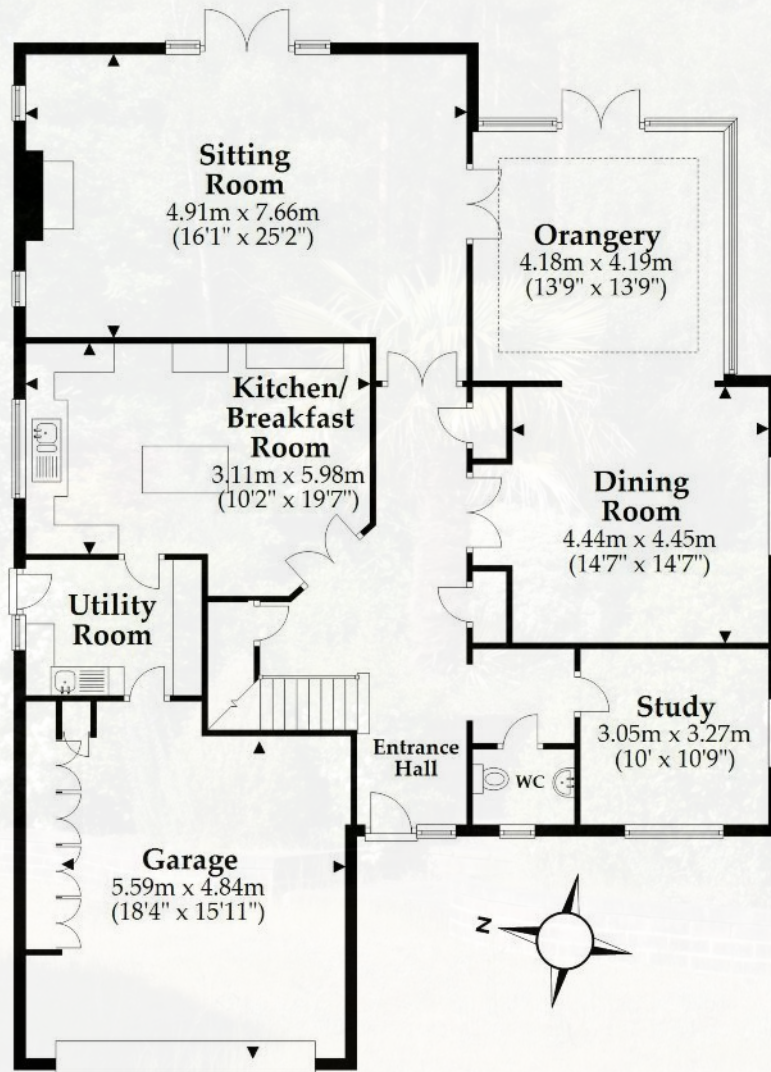 Sitting
Room
4.91m x 7.66m
(16'1" x 25'2")
Orangery
4.18m x 4.19m
(13'9" x 13'9")
Kitchen/
Breakfast
Room
3.11m x 5.98m
(10'2" x 19'7")
Dining
Room
4.44m x 4.45m
(14'7" x 14'7")
Utility
Room
Study
3.05m x 3.27m
(10' x 10'9")
Entrance
Hall
WC
Garage
5.59m x 4.84m
(18'4" x 15'11")
N